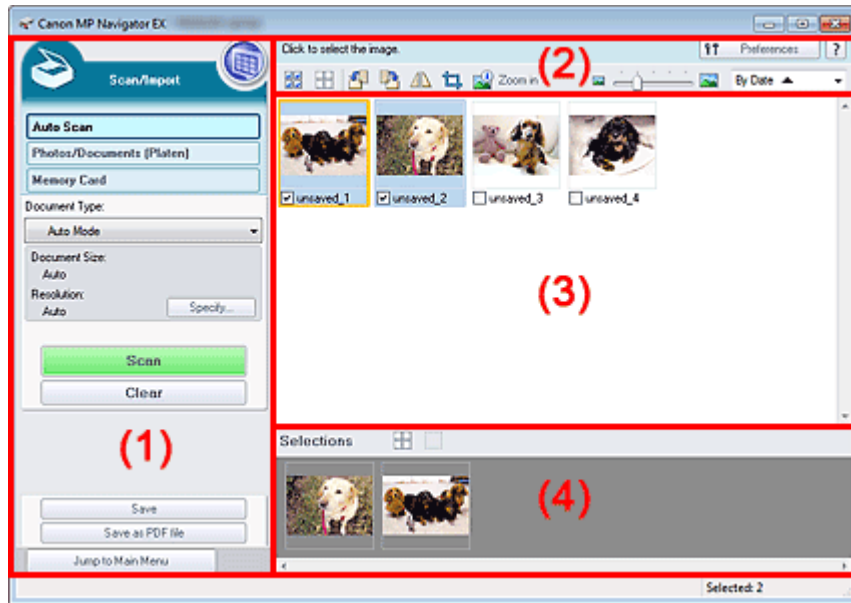 Canon MP Navigator EX
Click to select the image.
Preferences
?
Scan/Import
Zoom in
(2)
By Date
Auto Scan
Photos/Documents (Platen)
Memory Card
Document Type:
Auto Mode
Document Size:
Auto
Resolution:
Auto
Specify...
Scan
Clear
(1)
Save
Save as PDF file
Jump to Main Menu
unsaved_1
unsaved_2
unsaved_3
unsaved_4
(3)
Selections
(4)
Selected: 2